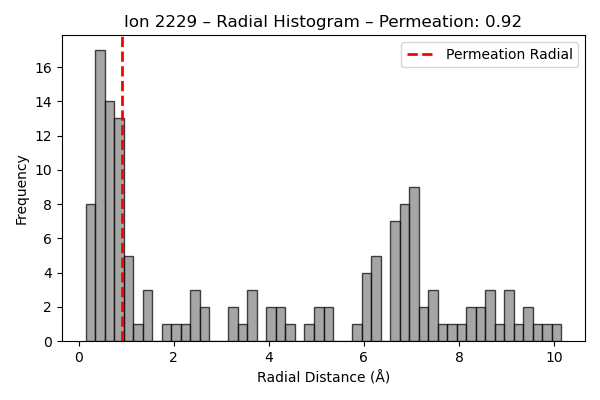 Ion 2229 – Radial Histogram – Permeation: 0.92
Permeation Radial
Frequency
16
14
12
10
8
6
4
2
0
0 2 4 6 8 10
Radial Distance (Å)